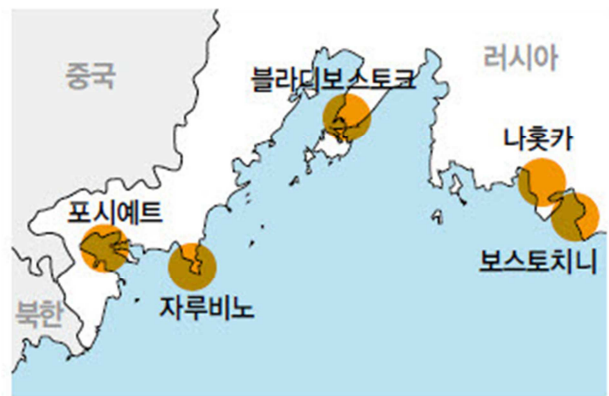 중국
러시아
블라디보스토크
나홋카
포시예트
보스토치니
자루비노
북한